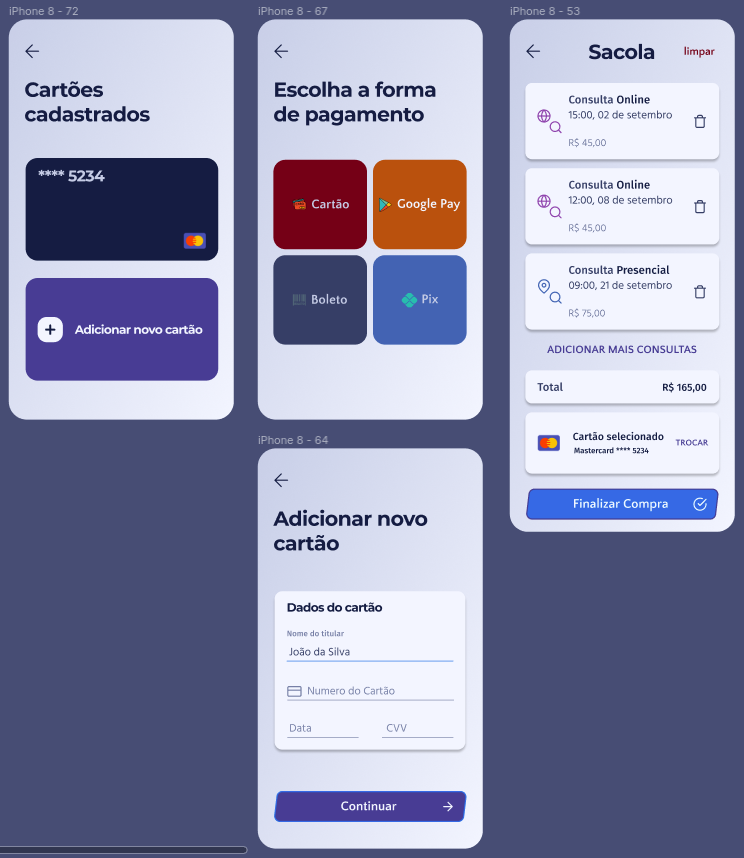 iPhone 8 - 72
Cartões
cadastrados
**** 5234
Adicionar novo cartão
iPhone 8 - 67
Escolha a forma
de pagamento
Cartão
Google Pay
Boleto
Pix
iPhone 8 - 64
Adicionar novo
cartão
Dados do cartão
Nome do titular
João da Silva
Numero do Cartão
Data
CVV
Continuar
iPhone 8 - 53
Sacola
limpar
Consulta Online
15:00, 02 de setembro
R$ 45,00
Consulta Online
12:00, 08 de setembro
R$ 45,00
Consulta Presencial
09:00, 21 de setembro
R$ 75,00
ADICIONAR MAIS CONSULTAS
Total
R$ 165,00
Cartão selecionado
Mastercard **** 5234
TROCAR
Finalizar Compra